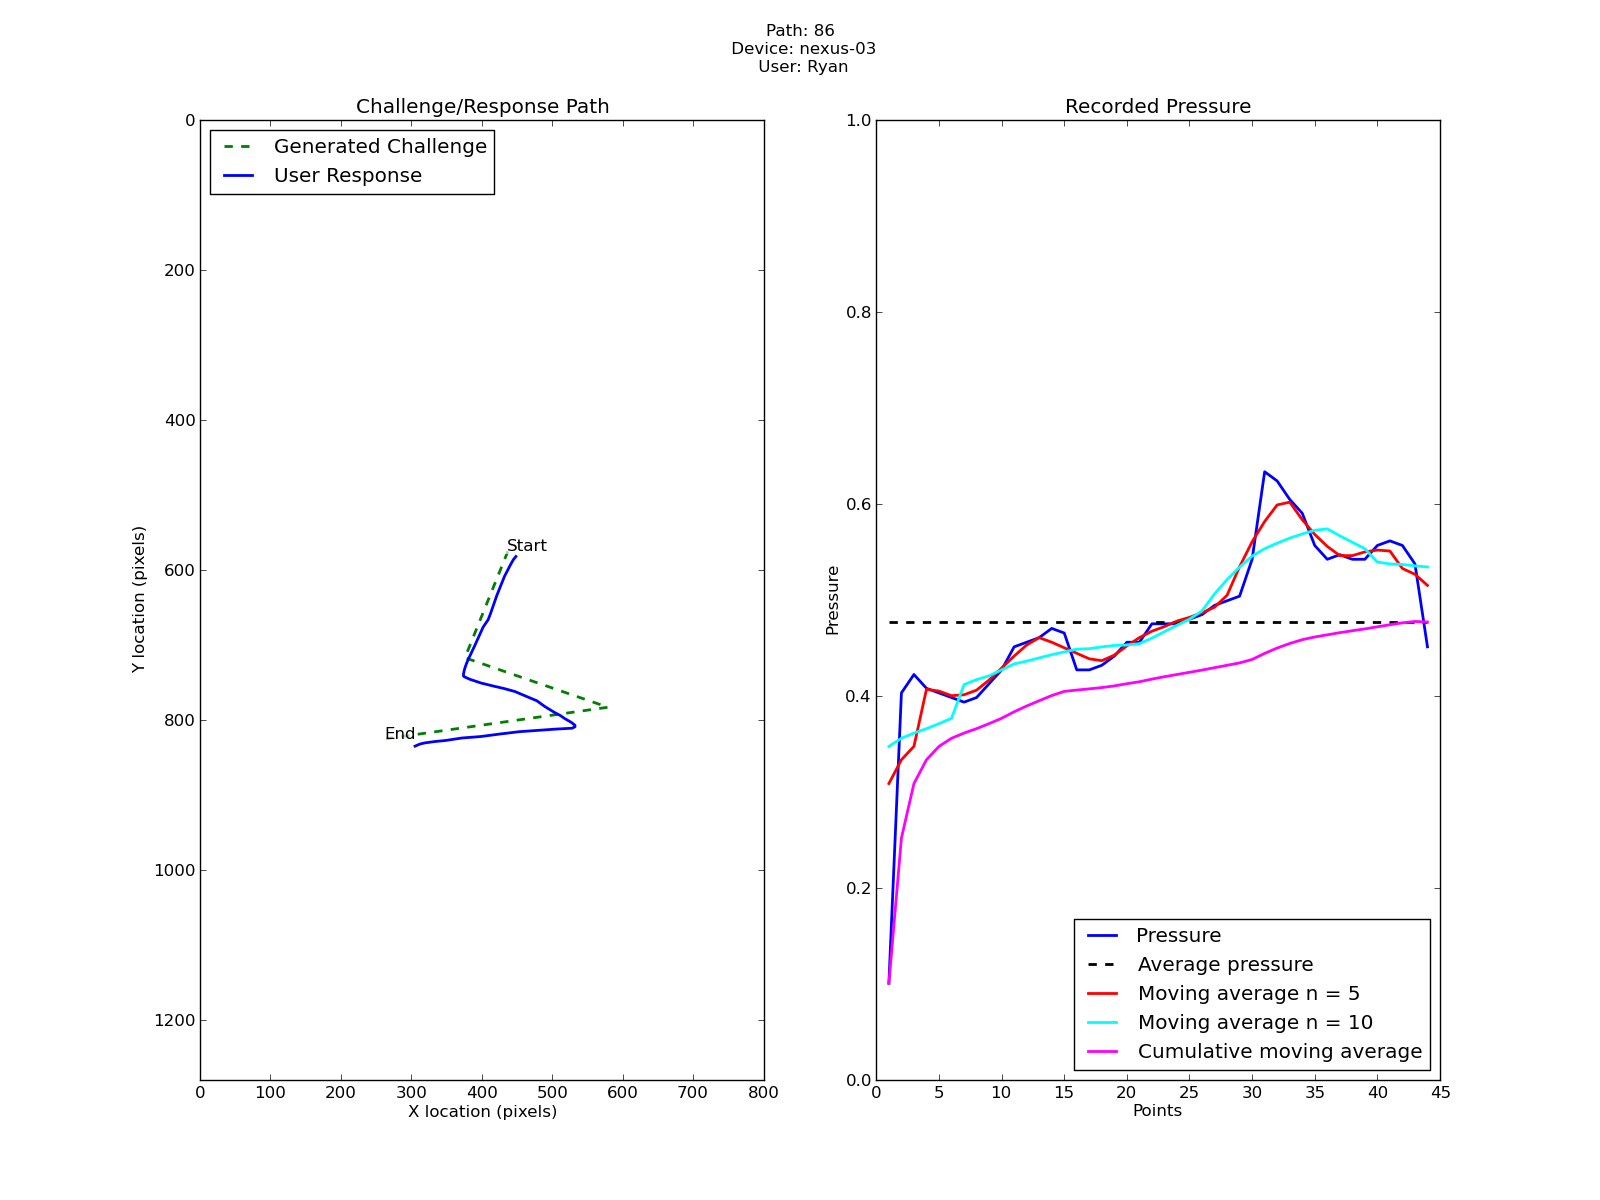 Path: 86
Device: nexus-03
User: Ryan
Challenge/Response Path
Generated Challenge
User Response
0
200
400
600
800
1000
1200
Y location (pixels)
Start
End
0 100 200 300 400 500 600 700 800
X location (pixels)
Recorded Pressure
1.0
0.8
0.6
0.4
0.2
0.0
Pressure
Pressure
Average pressure
Moving average n = 5
Moving average n = 10
Cumulative moving average
0 5 10 15 20 25 30 35 40 45
Points